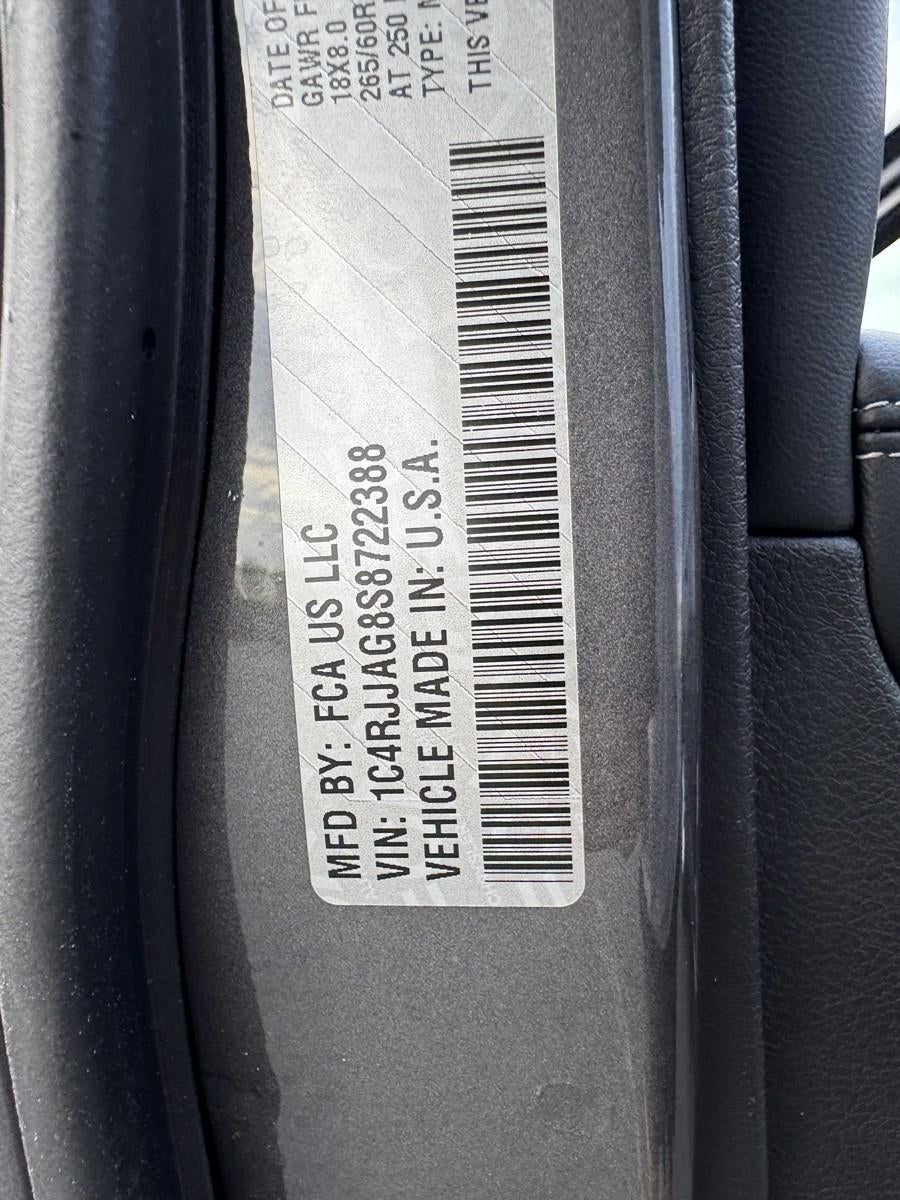 MFD BY: FCA US LLC
VIN: 1C4RJJAG8S8722388
VEHICLE MADE IN: U.S.A.
DATE OF
GAWR F
18X8.0
265/60R
AT 250
TYPE:
THIS VE